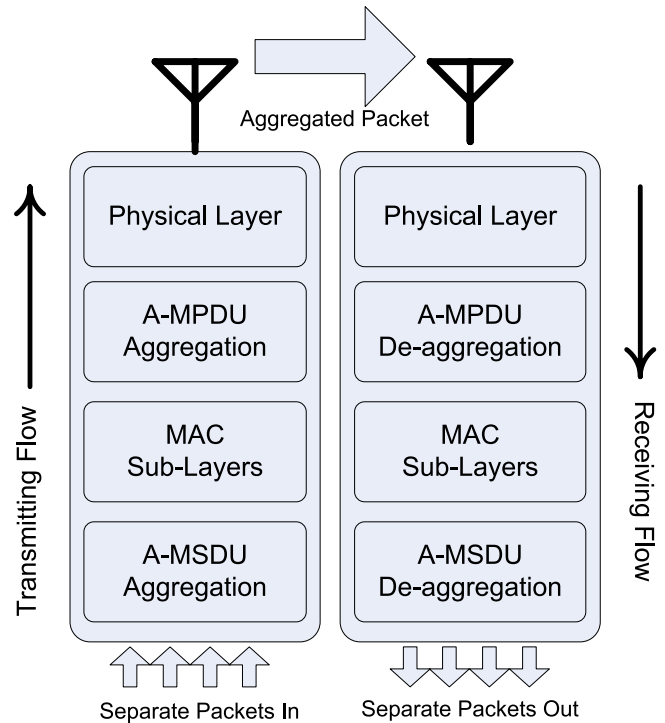 Aggregated Packet
Transmitting Flow
Physical Layer
A-MPDU
Aggregation
MAC
Sub-Layers
A-MSDU
Aggregation
Separate Packets In
Physical Layer
A-MPDU
De-aggregation
MAC
Sub-Layers
A-MSDU
De-aggregation
Separate Packets Out
Receiving Flow